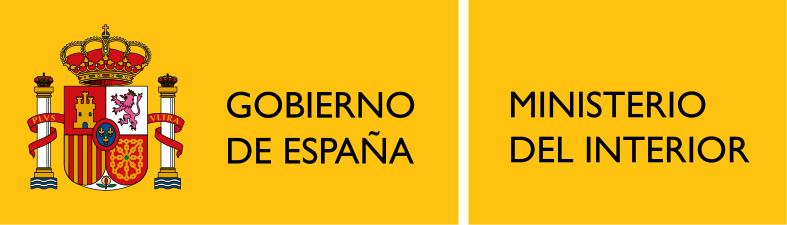 PLVS VLTRA
GOBIERNO
DE ESPAÑA
MINISTERIO
DEL INTERIOR